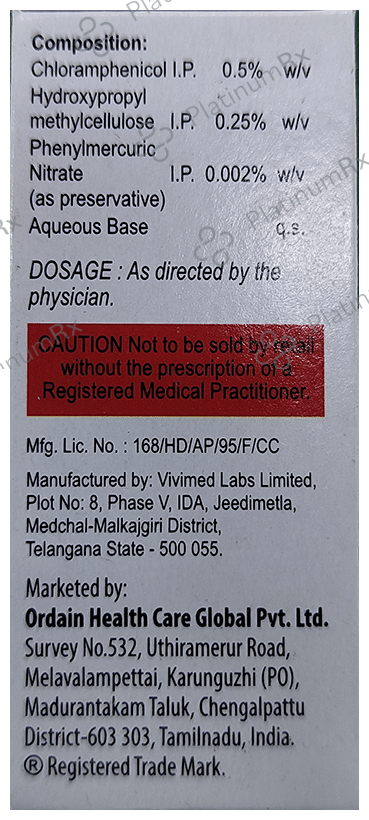 Composition:
Chloramphenicol I.P. 0.5% w/v
Hydroxypropyl
methylcellulose I.P. 0.25% w/v
Phenylmercuric
Nitrate I.P. 0.002% w/v
(as preservative)
Aqueous Base q.s.
DOSAGE : As directed by the
physician.
CAUTION Not to be sold by retail
without the prescription of a
Registered Medical Practitioner.
Mfg. Lic. No. : 168/HD/AP/95/F/CC
Manufactured by: Vivimed Labs Limited,
Plot No: 8, Phase V, IDA, Jeedimetla,
Medchal-Malkajgiri District,
Telangana State - 500 055.
Marketed by:
Ordain Health Care Global Pvt. Ltd.
Survey No.532, Uthiramerur Road,
Melavalampettai, Karunguzhi (PO),
Madurantakam Taluk, Chengalpattu
District-603 303, Tamilnadu, India.
® Registered Trade Mark.
PlatinumRx
PlatinumRx
PlatinumRx